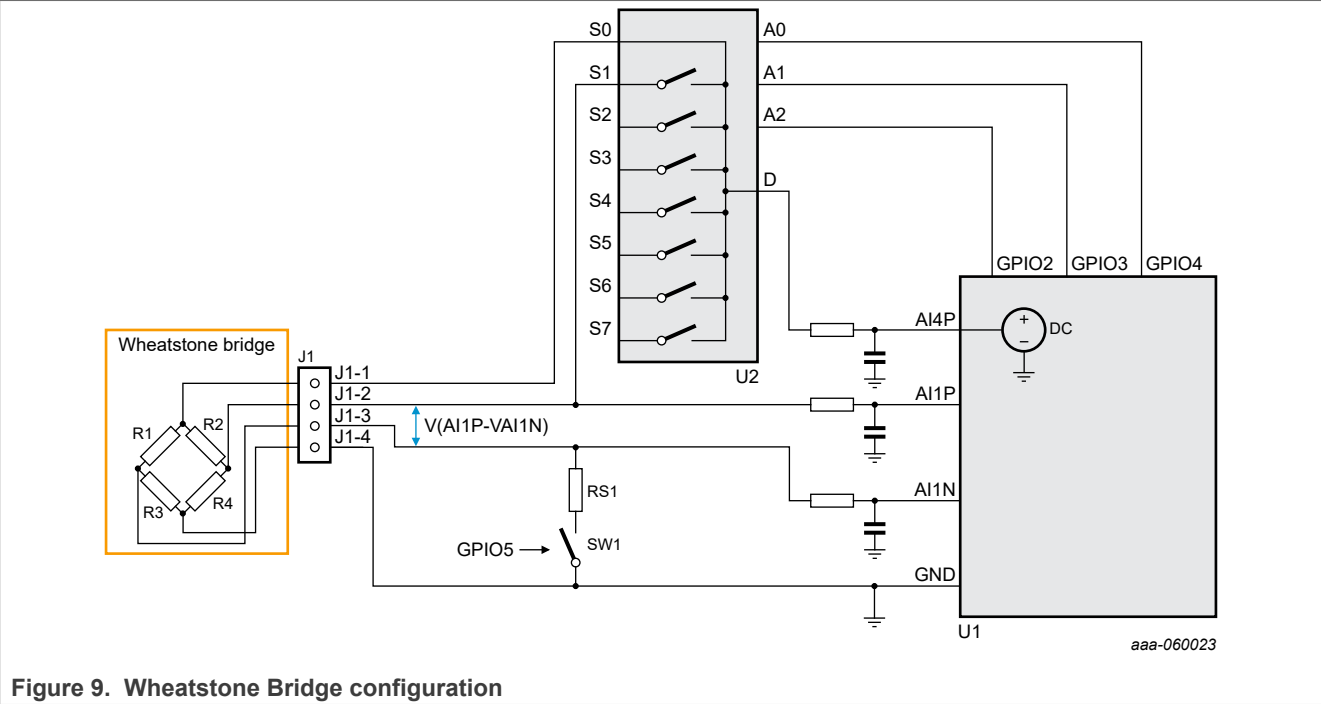 S0
A0
S1
A1
S2
A2
S3
D
S4
S5
GPIO2
GPIO3
GPIO4
S6
AI4P
+
−
DC
S7
Wheatstone bridge
J1
U2
J1-1
J1-2
AI1P
J1-3
V(AI1P-VAI1N)
R1
R2
J1-4
R3
R4
RS1
AI1N
GPIO5
SW1
GND
U1
aaa-060023
Figure 9. Wheatstone Bridge configuration